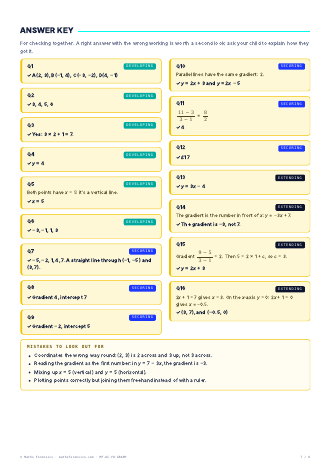 ANSWER KEY
For checking together. A right answer with the wrong working is worth a second look: ask your child to explain how they got it.
Q1 DEVELOPING
✓ A(2, 3), B(−1, 4), C(−3, −2), D(4, −1)
Q2 DEVELOPING
✓ 3, 4, 5, 6
Q3 DEVELOPING
✓ Yes: 3 × 2 + 1 = 7.
Q4 DEVELOPING
✓ y = 4
Q5 DEVELOPING
Both points have x = 5: it's a vertical line.
✓ x = 5
Q6 DEVELOPING
✓ −3, −1, 1, 3
Q7 SECURING
✓ −5, −2, 1, 4, 7. A straight line through (−1, −5) and (3, 7).
Q8 SECURING
✓ Gradient 4, intercept 7
Q9 SECURING
✓ Gradient −2, intercept 5
Q10 SECURING
Parallel lines have the same gradient: 2.
✓ y = 2x + 3 and y = 2x − 5
Q11 SECURING
✓ 4
Q12 SECURING
✓ £17
Q13 EXTENDING
✓ y = 3x − 4
Q14 EXTENDING
The gradient is the number in front of x: y = −3x + 7.
✓ The gradient is −3, not 7.
Q15 EXTENDING
✓ y = 2x + 3
Q16 EXTENDING
✓ (3, 7), and (−0.5, 0)
MISTAKES TO LOOK OUT FOR
• Coordinates the wrong way round: (2, 3) is 2 across and 3 up, not 3 across.
• Reading the gradient as the first number: in y = 7 − 3x, the gradient is −3.
• Mixing up x = 5 (vertical) and y = 5 (horizontal).
• Plotting points correctly but joining them freehand instead of with a ruler.